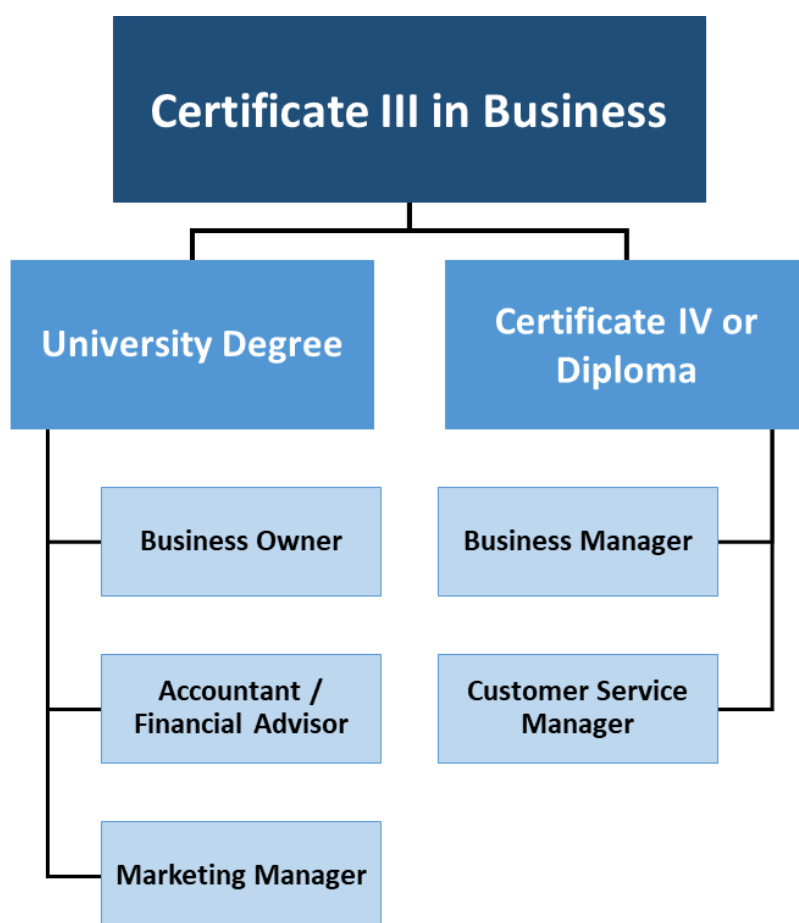 Certificate III in Business
University Degree
Certificate IV or
Diploma
Business Owner
Business Manager
Accountant /
Financial Advisor
Customer Service
Manager
Marketing Manager